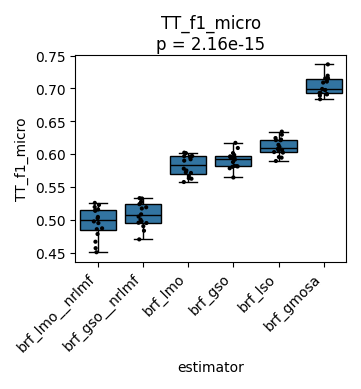 TT_f1_micro
p = 2.16e-15
TT_f1_micro
0.75
0.70
0.65
0.60
0.55
0.50
0.45
brf_lmo__nrlmf
brf_gso__nrlmf
brf_lmo
brf_gso
brf_lso
brf_gmosa
estimator